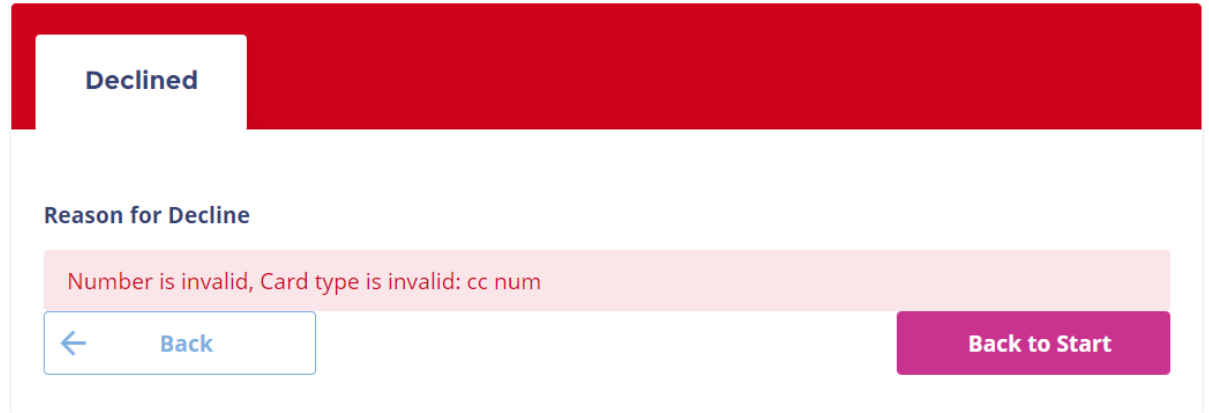 Declined
Reason for Decline
Number is invalid, Card type is invalid: cc num
Back
Back to Start